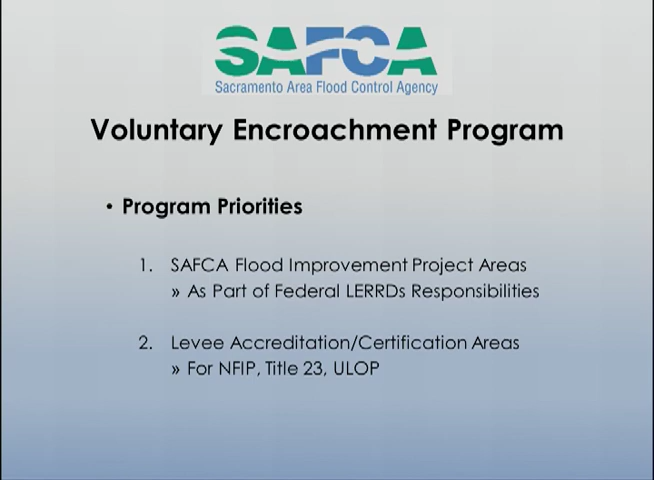 SAFCA
Sacramento Area Flood Control Agency
Voluntary Encroachment Program
• Program Priorities
1. SAFCA Flood Improvement Project Areas
» As Part of Federal LERRDs Responsibilities
2. Levee Accreditation/Certification Areas
» For NFIP, Title 23, ULOP